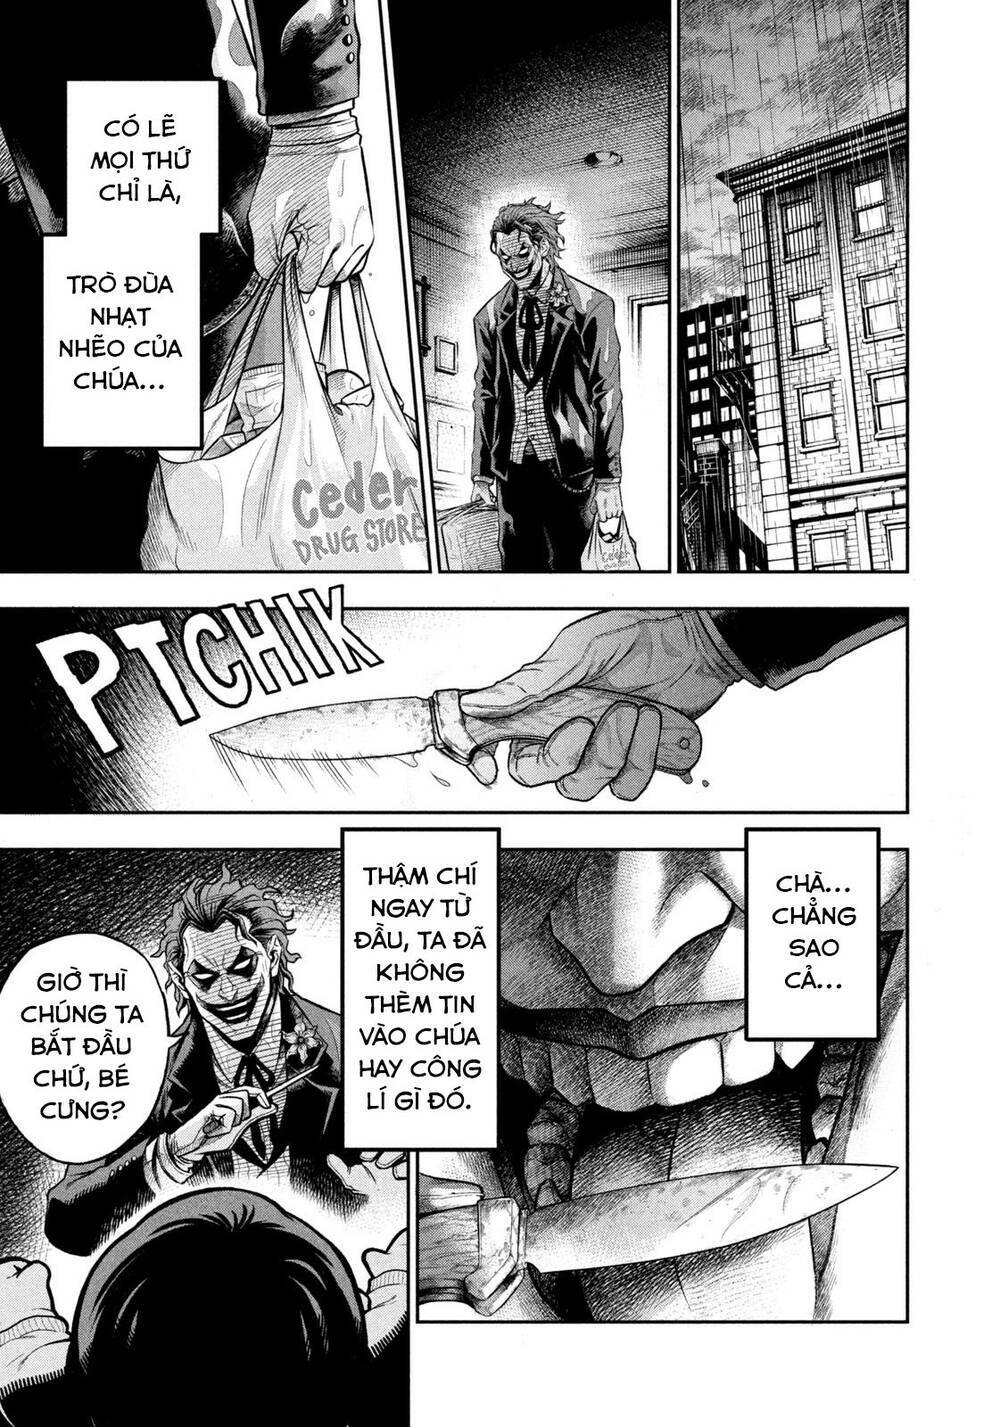 Ceder
CÓ LẼ
MỌI THỨ
CHỈ LÀ,
TRÒ ĐÙA
NHẠT
NHẼO CỦA
CHÚA...
Ceder
DRUG STORE
PTCHIK
CHÀ...
CHẲNG
SAO
CẢ...
THẬM CHÍ
NGAY TỪ
ĐẦU, TA ĐÃ
KHÔNG
THÈM TIN
VÀO CHÚA
HAY CÔNG
LÍ GÌ ĐÓ.
GIỜ THÌ
CHÚNG TA
BẮT ĐẦU
CHỨ, BÉ
CƯNG?